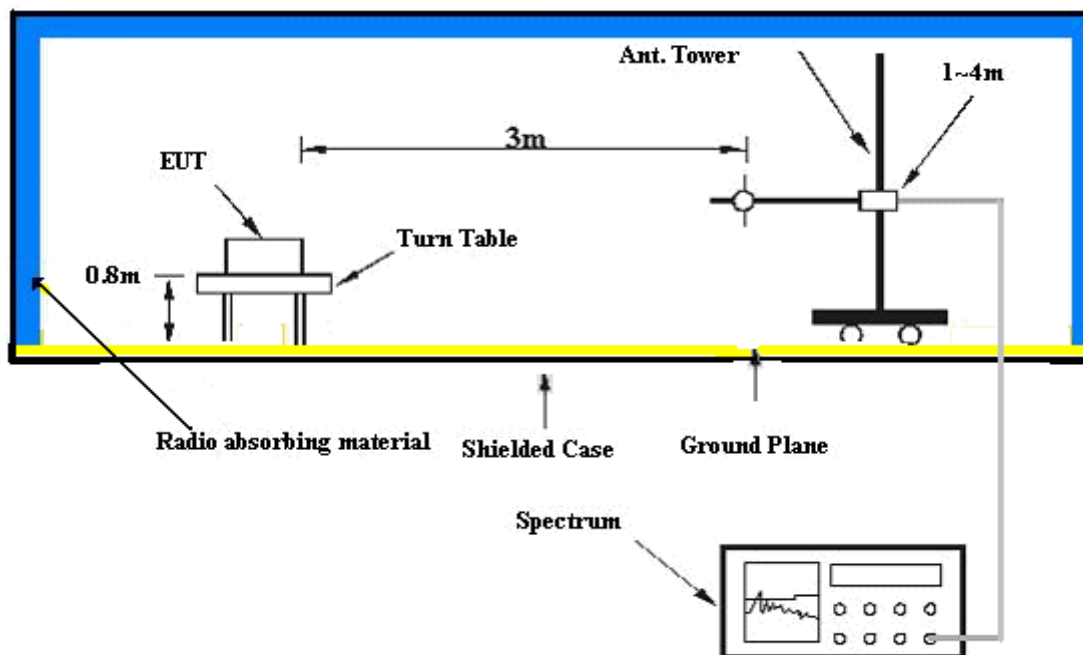 Ant. Tower
1~4m
3m
EUT
Turn Table
0.8m
Radio absorbing material
Shielded Case
Ground Plane
Spectrum